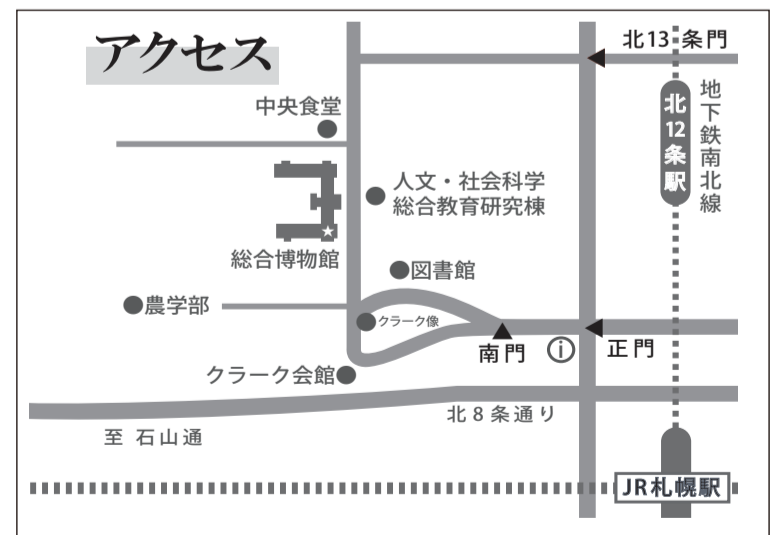 アクセス
北13条門
中央食堂
北12条駅
地下鉄南北線
人文・社会科学
総合教育研究棟
総合博物館
図書館
農学部
クラーク像
南門
i
正門
クラーク会館
北8条通り
至 石山通
JR札幌駅